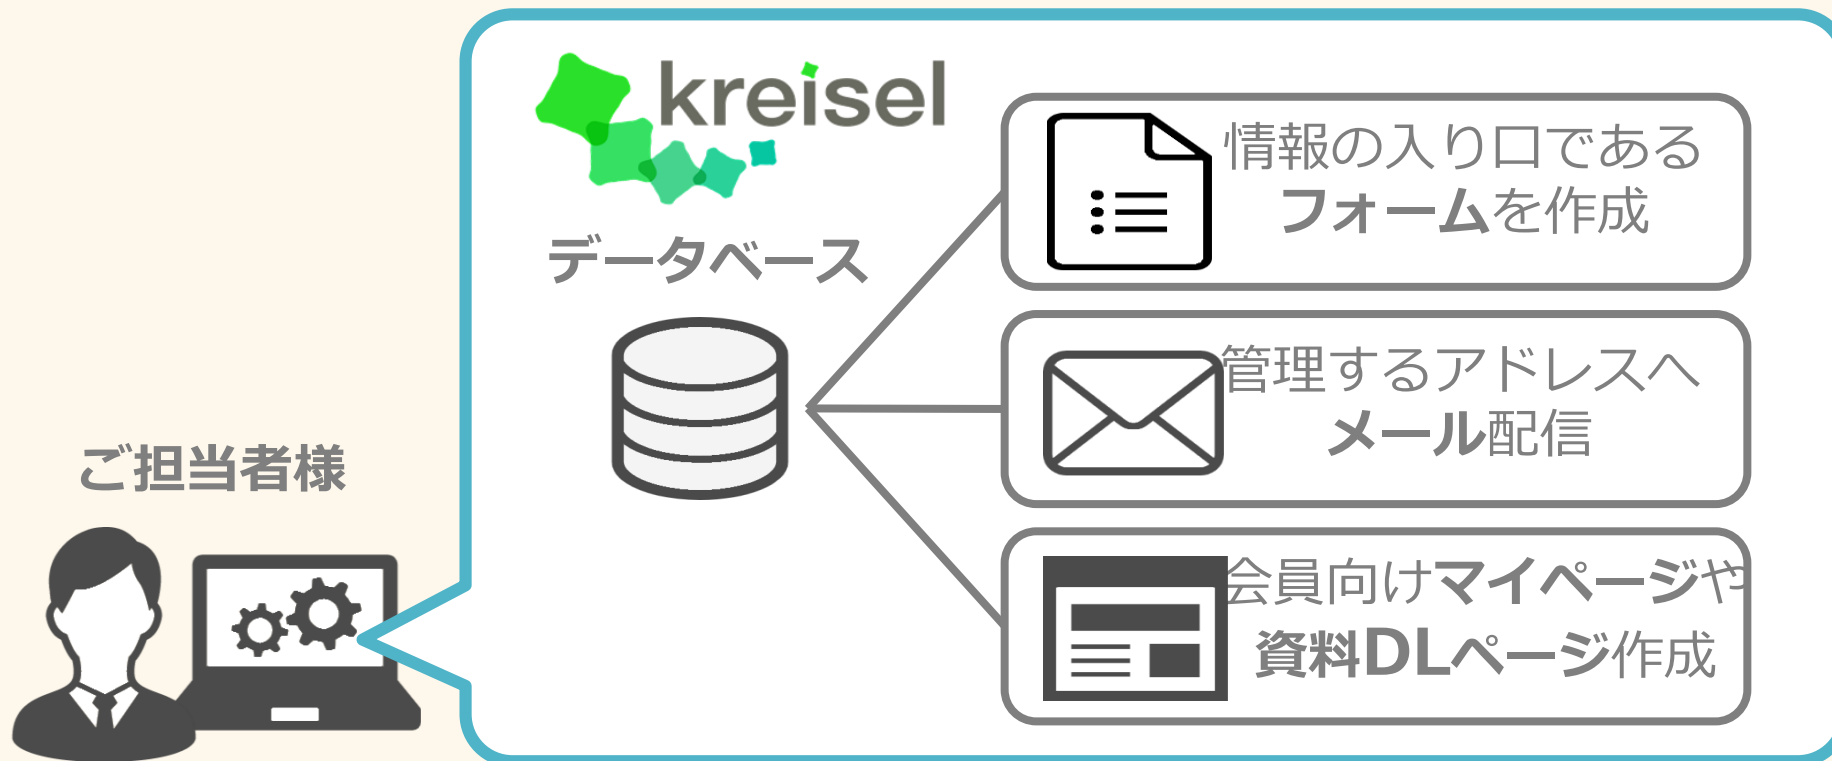 kreisel
データベース
ご担当者様
情報の入り口である
フォームを作成
管理するアドレスへ
メール配信
会員向けマイページや
資料DLページ作成